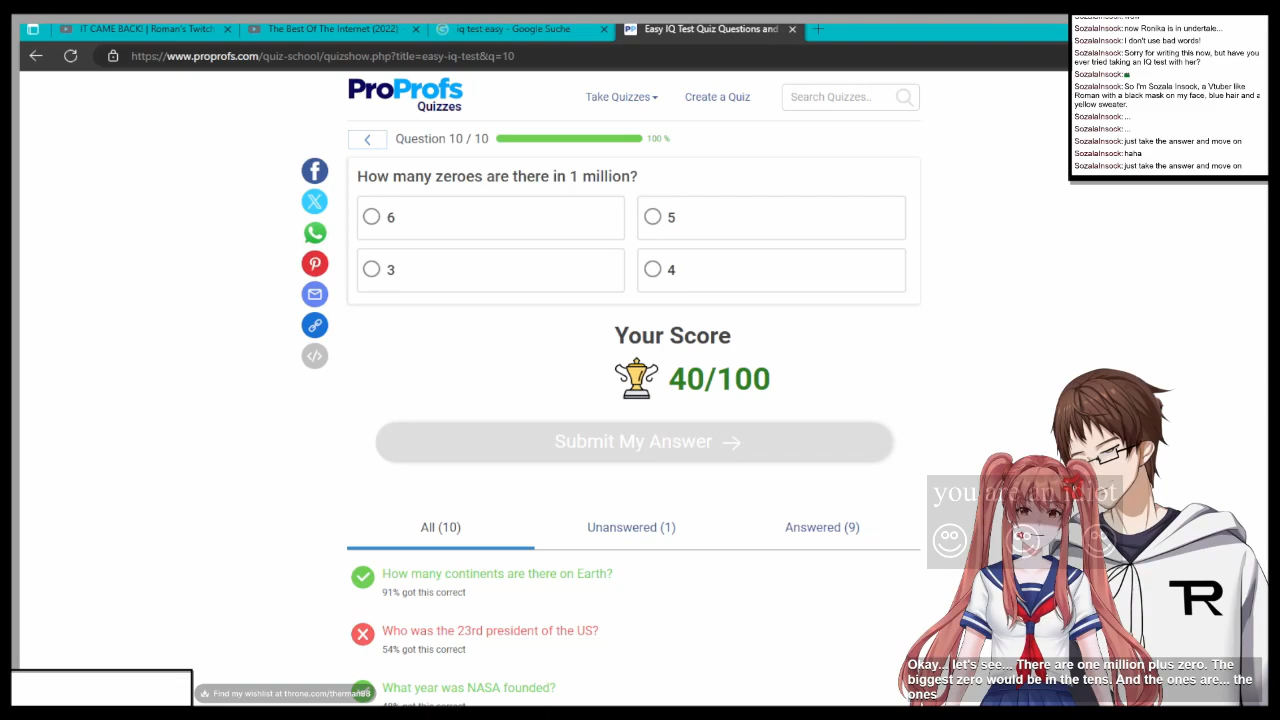 IT CAME BACK! | Roman's Twitch
The Best Of The Internet (2022)
iq test easy - Google Suche
Easy IQ Test Quiz Questions and
https://www.proprofs.com/quiz-school/quizshow.php?title=easy-iq-test&q=10
SozalaInsock: wow
SozalaInsock: now Ronika is in undertale...
SozalaInsock: I don't use bad words!
SozalaInsock: Sorry for writing this now, but have you
ever tried taking an IQ test with her?
SozalaInsock:
SozalaInsock: So I'm Sozala Insock, a Vtuber like
Roman with a black mask on my face, blue hair and a
yellow sweater.
SozalaInsock: ...
SozalaInsock: ...
SozalaInsock: just take the answer and move on
SozalaInsock: haha
SozalaInsock: just take the answer and move on
ProProfs
Quizzes
Take Quizzes
Create a Quiz
Search Quizzes..
Question 10 / 10
100 %
How many zeroes are there in 1 million?
6
5
3
4
Your Score
40/100
Submit My Answer
All (10)
Unanswered (1)
Answered (9)
How many continents are there on Earth?
91% got this correct
Who was the 23rd president of the US?
54% got this correct
What year was NASA founded?
you are an idiot
TR
Okay... let's see... There are one million plus zero. The
biggest zero would be in the tens. And the ones are... the
ones
Find my wishlist at throne.com/therman98